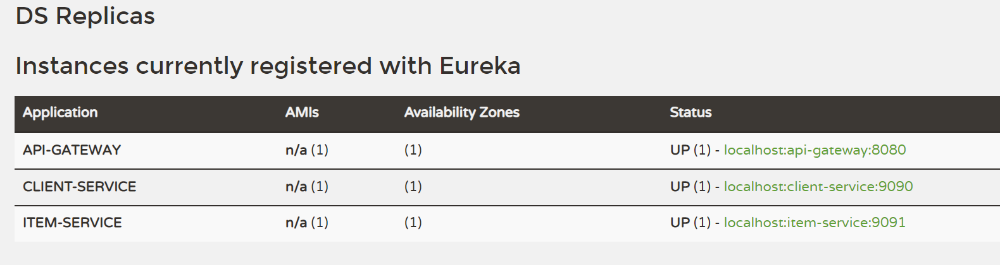 DS Replicas
Instances currently registered with Eureka
Application AMIs Availability Zones Status
API-GATEWAY n/a (1) (1) UP (1) - localhost:api-gateway:8080
CLIENT-SERVICE n/a (1) (1) UP (1) - localhost:client-service:9090
ITEM-SERVICE n/a (1) (1) UP (1) - localhost:item-service:9091